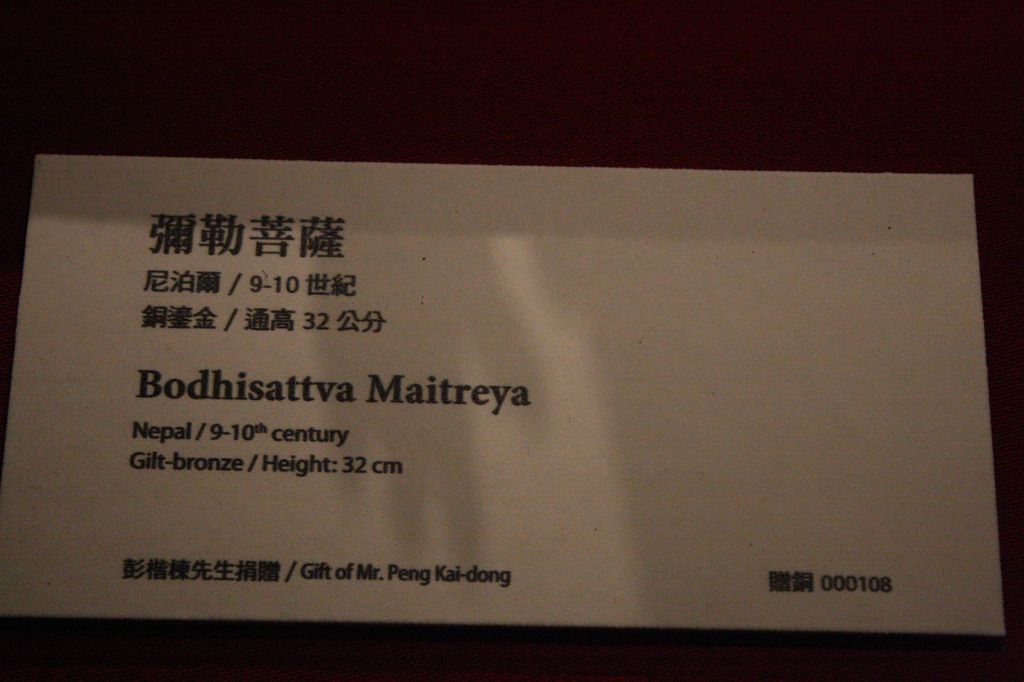 彌勒菩薩
尼泊爾 / 9-10 世紀
銅鎏金 / 通高 32 公分
Bodhisattva Maitreya
Nepal / 9-10th century
Gilt-bronze / Height: 32 cm
彭楷棟先生捐贈 / Gift of Mr. Peng Kai-dong
贈銅 000108